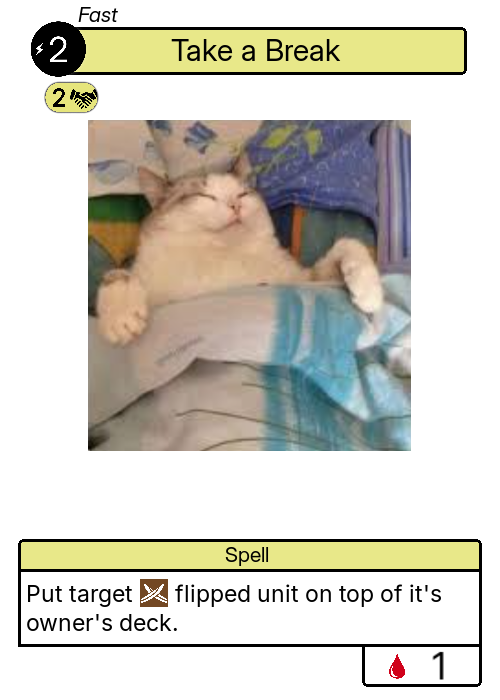 Fast
2 Take a Break
2
Spell
Put target flipped unit on top of it's
owner's deck.
1